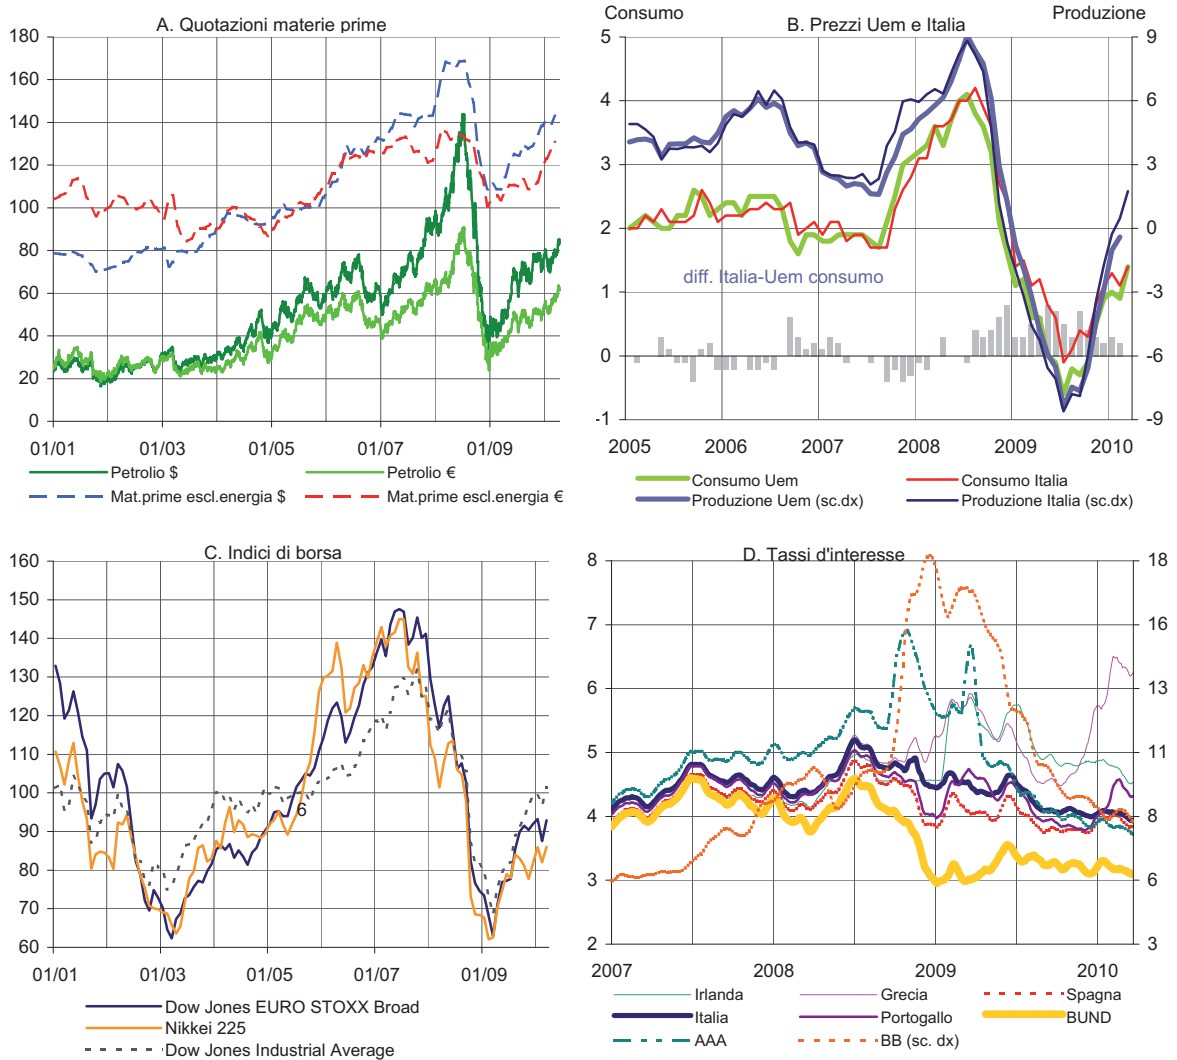 A. Quotazioni materie prime
180
160
140
120
100
80
60
40
20
0
01/01 01/03 01/05 01/07 01/09
Petrolio $ Petrolio €
Mat.prime escl.energia $ Mat.prime escl.energia €
Consumo Produzione
B. Prezzi Uem e Italia
5 9
4 6
3 3
2 0
diff. Italia-Uem consumo
1 -3
0 -6
-1 -9
2005 2006 2007 2008 2009 2010
Consumo Uem Consumo Italia
Produzione Uem (sc.dx) Produzione Italia (sc.dx)
C. Indici di borsa
160
150
140
130
120
110
100
90
80
70
60
6
01/01 01/03 01/05 01/07 01/09
Dow Jones EURO STOXX Broad
Nikkei 225
Dow Jones Industrial Average
D. Tassi d'interesse
8 18
7 16
6 13
5 11
4 8
3 6
2 3
2007 2008 2009 2010
Irlanda Grecia Spagna
Italia Portogallo BUND
AAA BB (sc. dx)